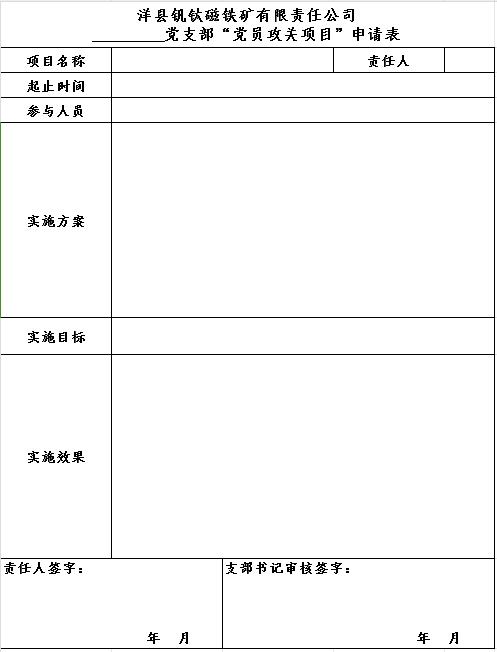 洋县钒钛磁铁矿有限责任公司
________党支部“党员攻关项目”申请表
项目名称 责任人
起止时间
参与人员
实施方案
实施目标
实施效果
责任人签字： 支部书记审核签字：
年 月 年 月